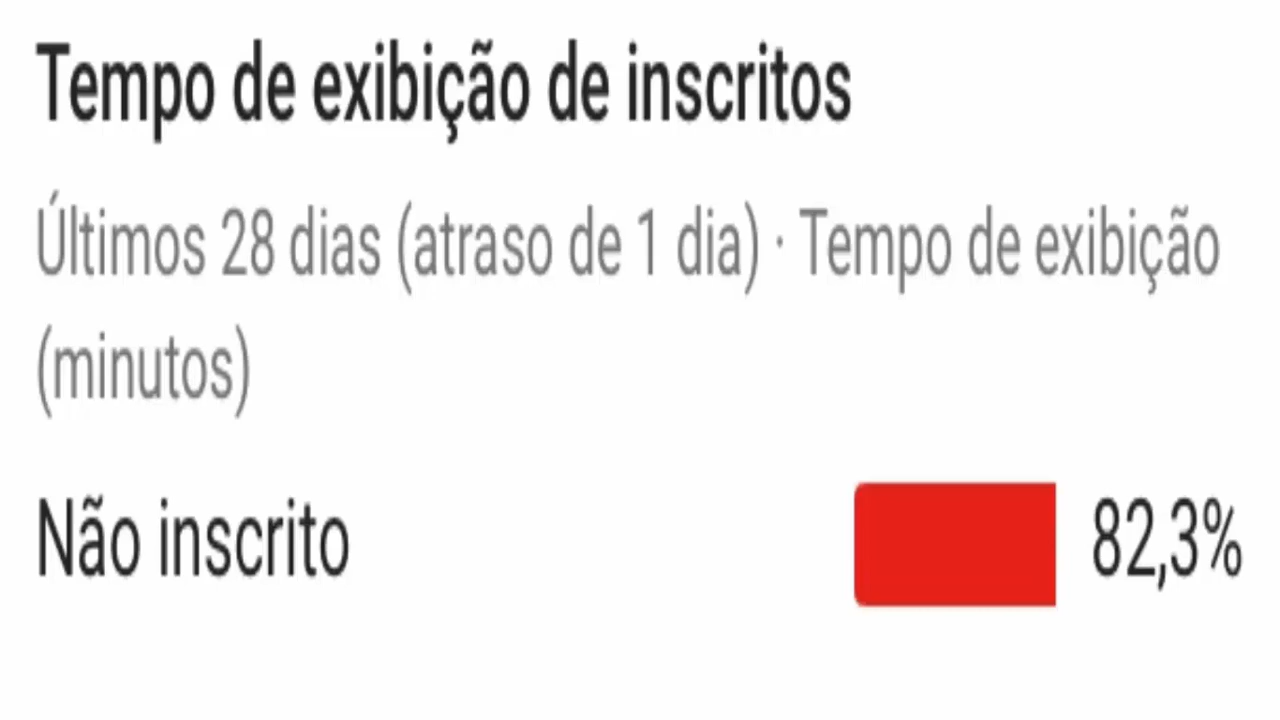 Tempo de exibição de inscritos
Últimos 28 dias (atraso de 1 dia) · Tempo de exibição
(minutos)
Não inscrito 82,3%